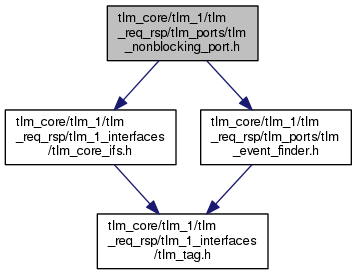 tlm_core/tlm_1/tlm
_req_rsp/tlm_ports/tlm
_nonblocking_port.h
tlm_core/tlm_1/tlm
_req_rsp/tlm_1_interfaces
/tlm_core_ifs.h
tlm_core/tlm_1/tlm
_req_rsp/tlm_ports/tlm
_event_finder.h
tlm_core/tlm_1/tlm
_req_rsp/tlm_1_interfaces
/tlm_tag.h